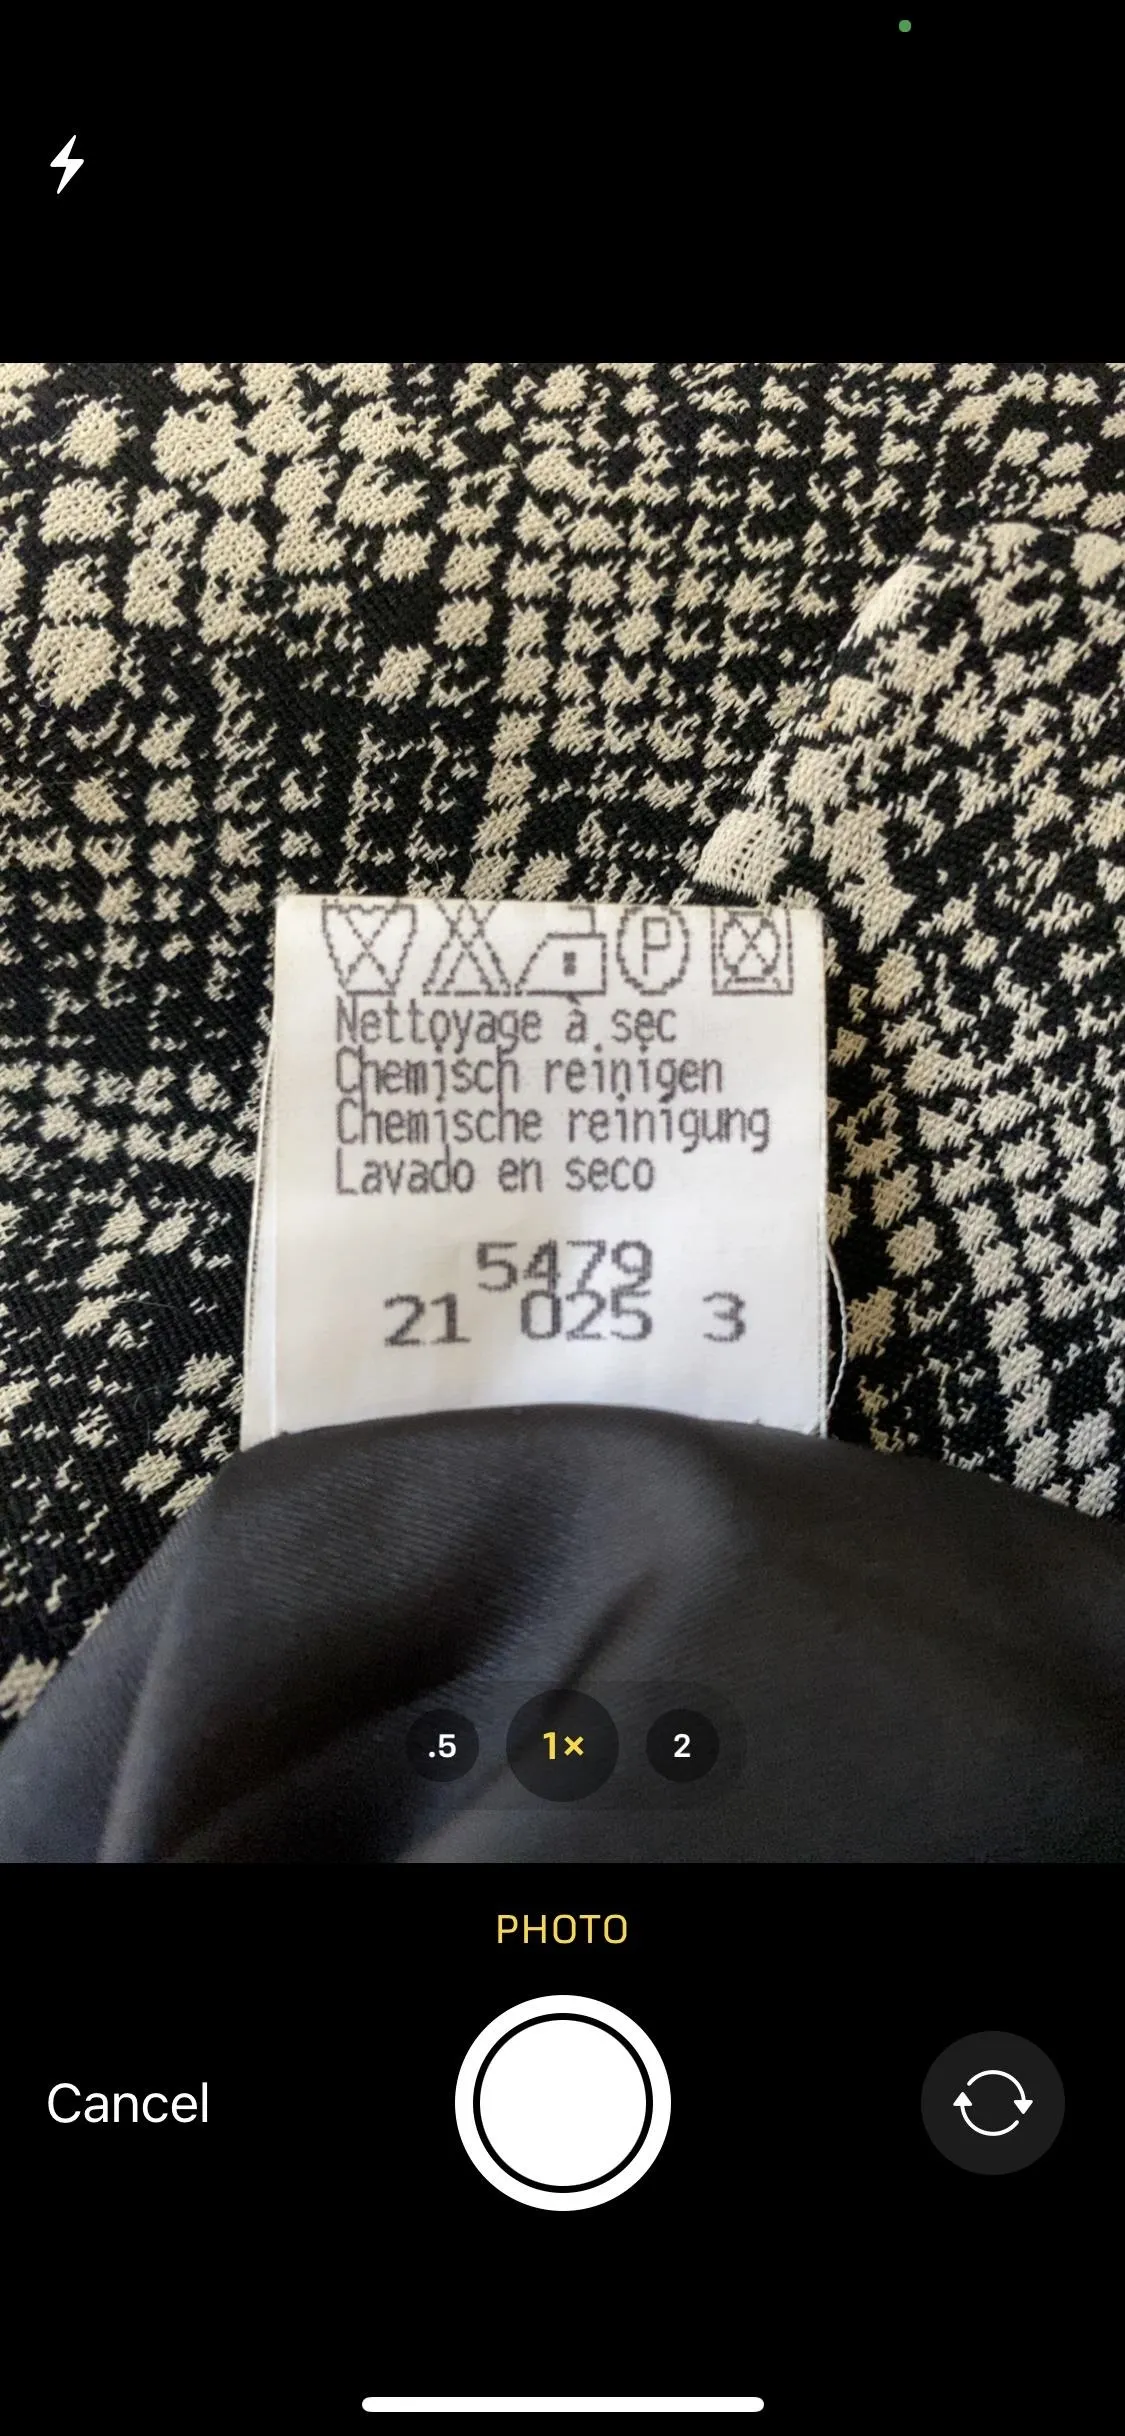 P
Nettoyage à sec
Chemisch reinigen
Chemische reinigung
Lavado en seco
5479
21 025 3
.5 1× 2
PHOTO
Cancel